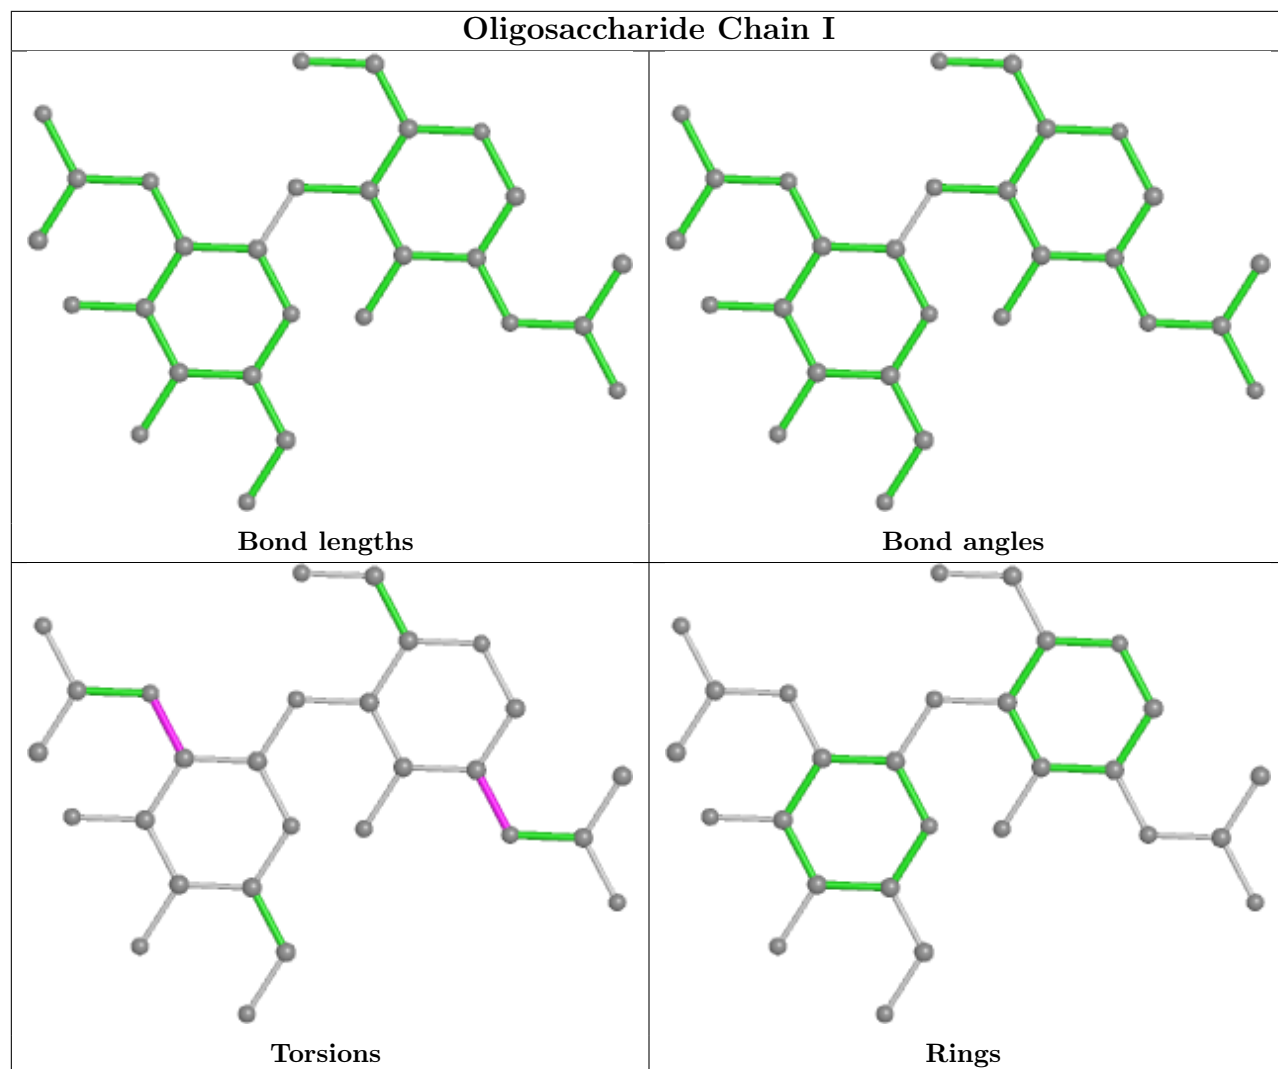 Oligosaccharide Chain I
Bond lengths
Bond angles
Torsions
Rings